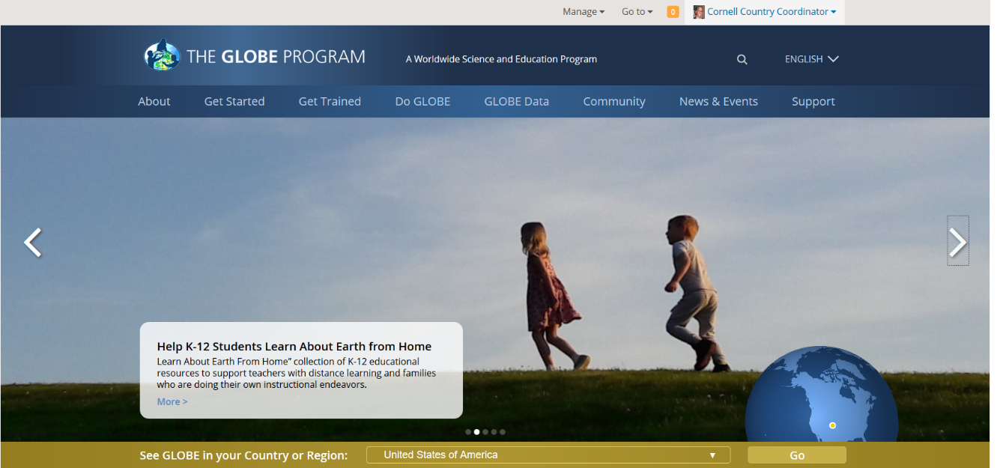 Manage Go to 0 Cornell Country Coordinator
THE GLOBE PROGRAM A Worldwide Science and Education Program ENGLISH
About Get Started Get Trained Do GLOBE GLOBE Data Community News & Events Support
Help K-12 Students Learn About Earth from Home
Learn About Earth From Home” collection of K-12 educational
resources to support teachers with distance learning and families
who are doing their own instructional endeavors.
More >
See GLOBE in your Country or Region: United States of America Go